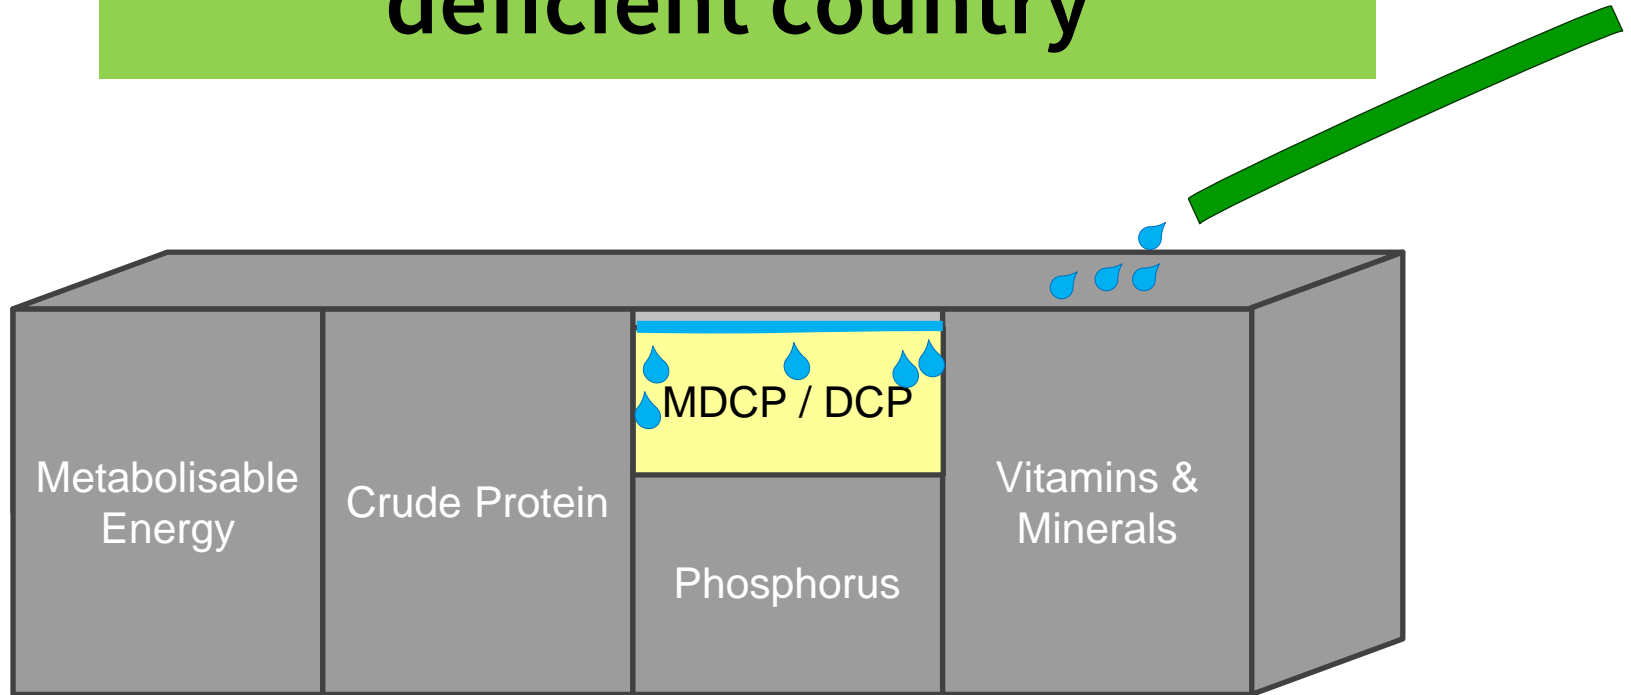 deficient country
MDCP / DCP
Metabolisable
Energy
Crude Protein
Phosphorus
Vitamins &
Minerals